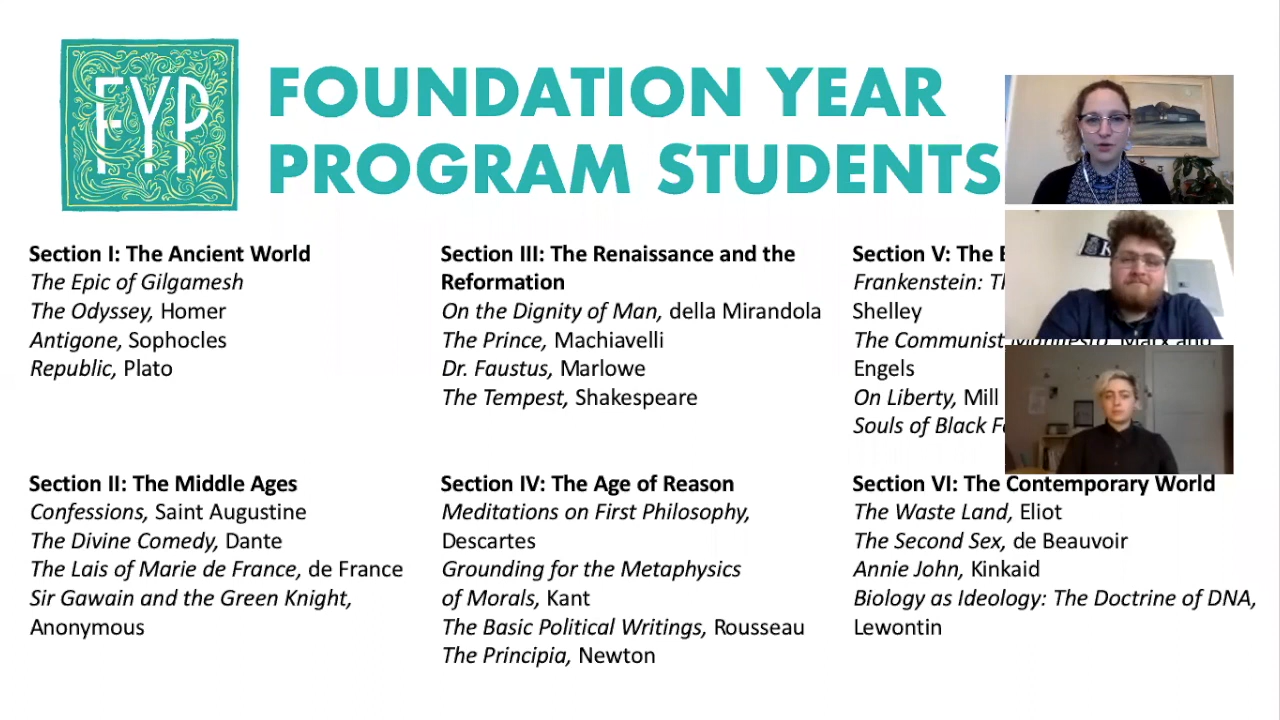 FYP
FOUNDATION YEAR
PROGRAM STUDENTS
Section I: The Ancient World
The Epic of Gilgamesh
The Odyssey, Homer
Antigone, Sophocles
Republic, Plato
Section II: The Middle Ages
Confessions, Saint Augustine
The Divine Comedy, Dante
The Lais of Marie de France, de France
Sir Gawain and the Green Knight,
Anonymous
Section III: The Renaissance and the
Reformation
On the Dignity of Man, della Mirandola
The Prince, Machiavelli
Dr. Faustus, Marlowe
The Tempest, Shakespeare
Section IV: The Age of Reason
Meditations on First Philosophy,
Descartes
Grounding for the Metaphysics
of Morals, Kant
The Basic Political Writings, Rousseau
The Principia, Newton
Section V: The
Frankenstein:
Shelley
The Communist Manifesto, Marx and
Engels
On Liberty, Mill
Souls of Black
Section VI: The Contemporary World
The Waste Land, Eliot
The Second Sex, de Beauvoir
Annie John, Kinkaid
Biology as Ideology: The Doctrine of DNA,
Lewontin